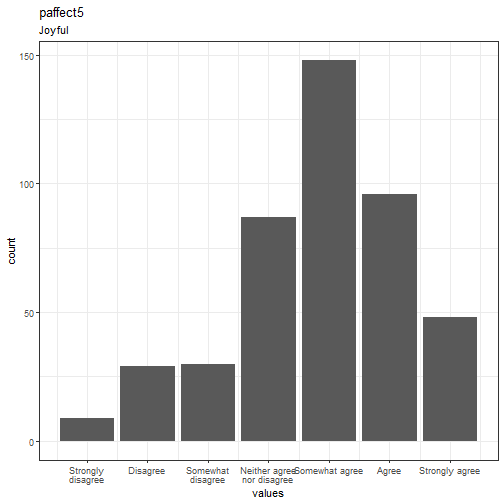 paffect5
Joyful
150
100
50
0
count
Strongly disagree
Disagree
Somewhat disagree
Neither agree nor disagree
Somewhat agree
Agree
Strongly agree
values